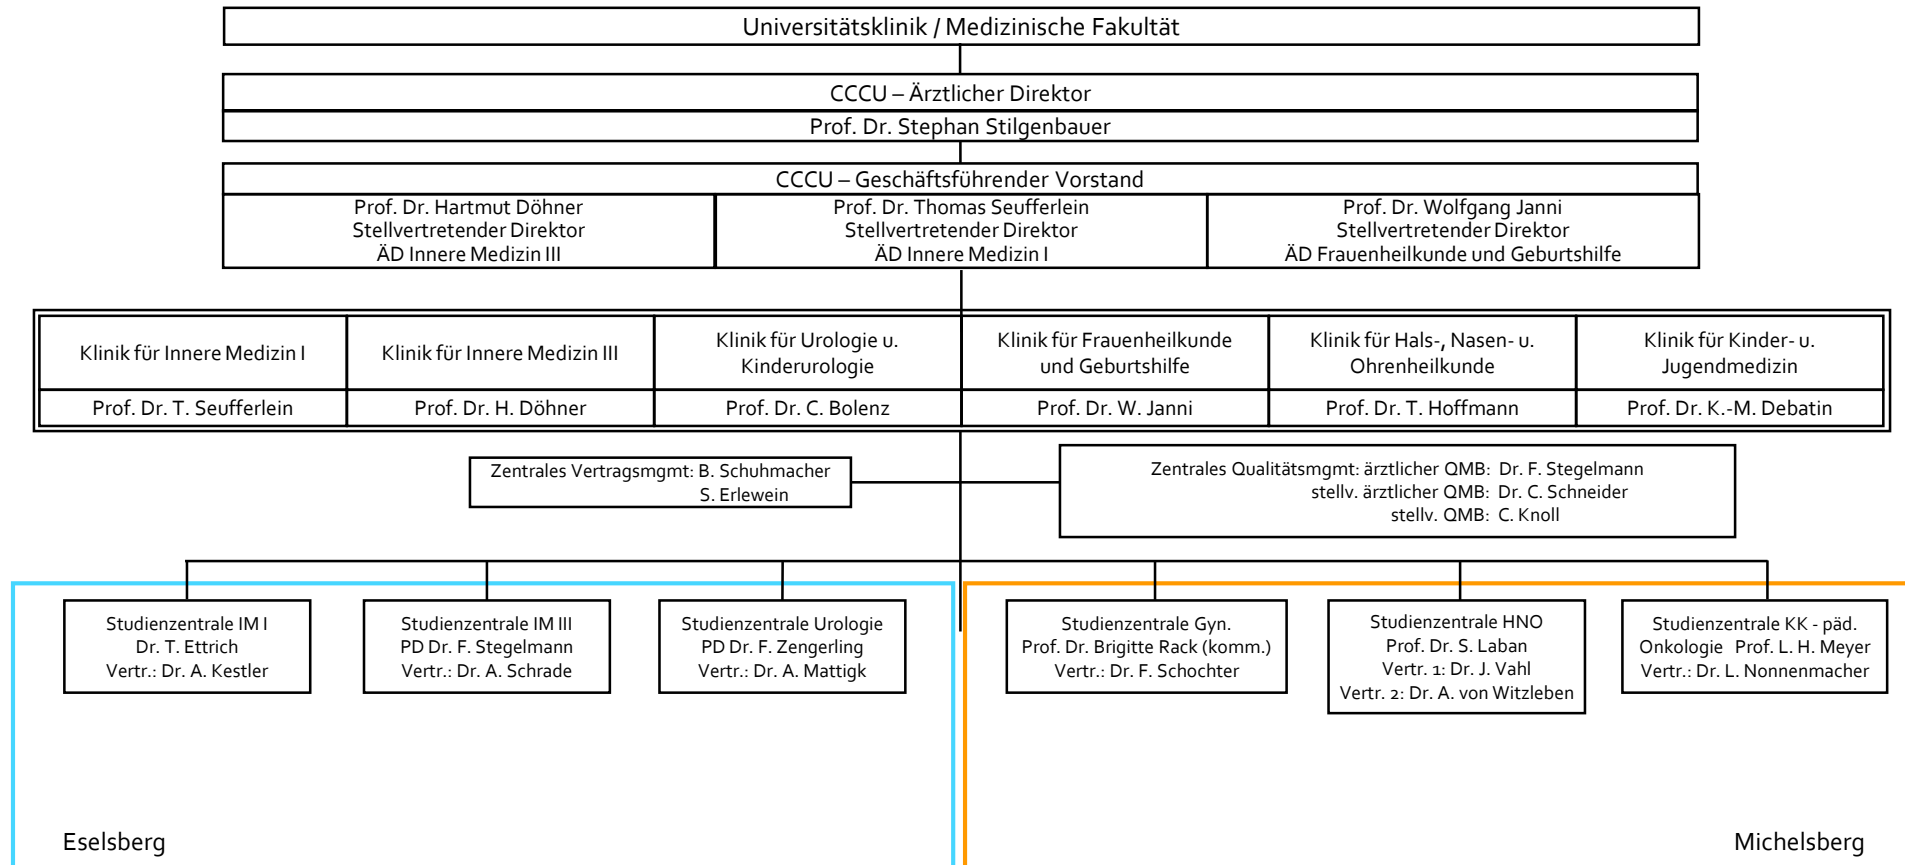 Universitätsklinik / Medizinische Fakultät
CCCU – Ärztlicher Direktor
Prof. Dr. Stephan Stilgenbauer
CCCU – Geschäftsführender Vorstand
Prof. Dr. Hartmut Döhner
Stellvertretender Direktor
ÄD Innere Medizin III
Prof. Dr. Thomas Seufferlein
Stellvertretender Direktor
ÄD Innere Medizin I
Prof. Dr. Wolfgang Janni
Stellvertretender Direktor
ÄD Frauenheilkunde und Geburtshilfe
Klinik für Innere Medizin I
Prof. Dr. T. Seufferlein
Klinik für Innere Medizin III
Prof. Dr. H. Döhner
Klinik für Urologie u.
Kinderurologie
Prof. Dr. C. Bolenz
Klinik für Frauenheilkunde
und Geburtshilfe
Prof. Dr. W. Janni
Klinik für Hals-, Nasen- u.
Ohrenheilkunde
Prof. Dr. T. Hoffmann
Klinik für Kinder- u.
Jugendmedizin
Prof. Dr. K.-M. Debatin
Zentrales Vertragsmgmt: B. Schuhmacher
S. Erlewein
Zentrales Qualitätsmgmt: ärztlicher QMB: Dr. F. Stegelmann
stellv. ärztlicher QMB: Dr. C. Schneider
stellv. QMB: C. Knoll
Studienzentrale IM I
Dr. T. Ettrich
Vertr.: Dr. A. Kestler
Studienzentrale IM III
PD Dr. F. Stegelmann
Vertr.: Dr. A. Schrade
Studienzentrale Urologie
PD Dr. F. Zengerling
Vertr.: Dr. A. Mattigk
Studienzentrale Gyn.
Prof. Dr. Brigitte Rack (komm.)
Vertr.: Dr. F. Schochter
Studienzentrale HNO
Prof. Dr. S. Laban
Vertr. 1: Dr. J. Vahl
Vertr. 2: Dr. A. von Witzleben
Studienzentrale KK - päd.
Onkologie Prof. L. H. Meyer
Vertr.: Dr. L. Nonnenmacher
Eselsberg
Michelsberg